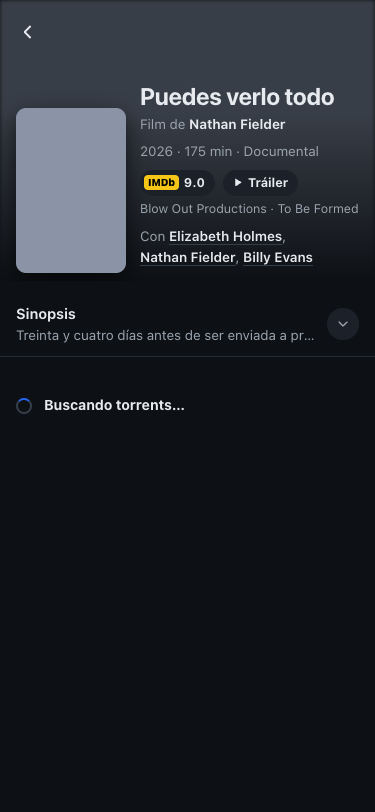 Puedes verlo todo
Film de Nathan Fielder
2026 · 175 min · Documental
IMDb 9.0 Tráiler
Blow Out Productions · To Be Formed
Con Elizabeth Holmes,
Nathan Fielder, Billy Evans
Sinopsis
Treinta y cuatro días antes de ser enviada a pr...
Buscando torrents...